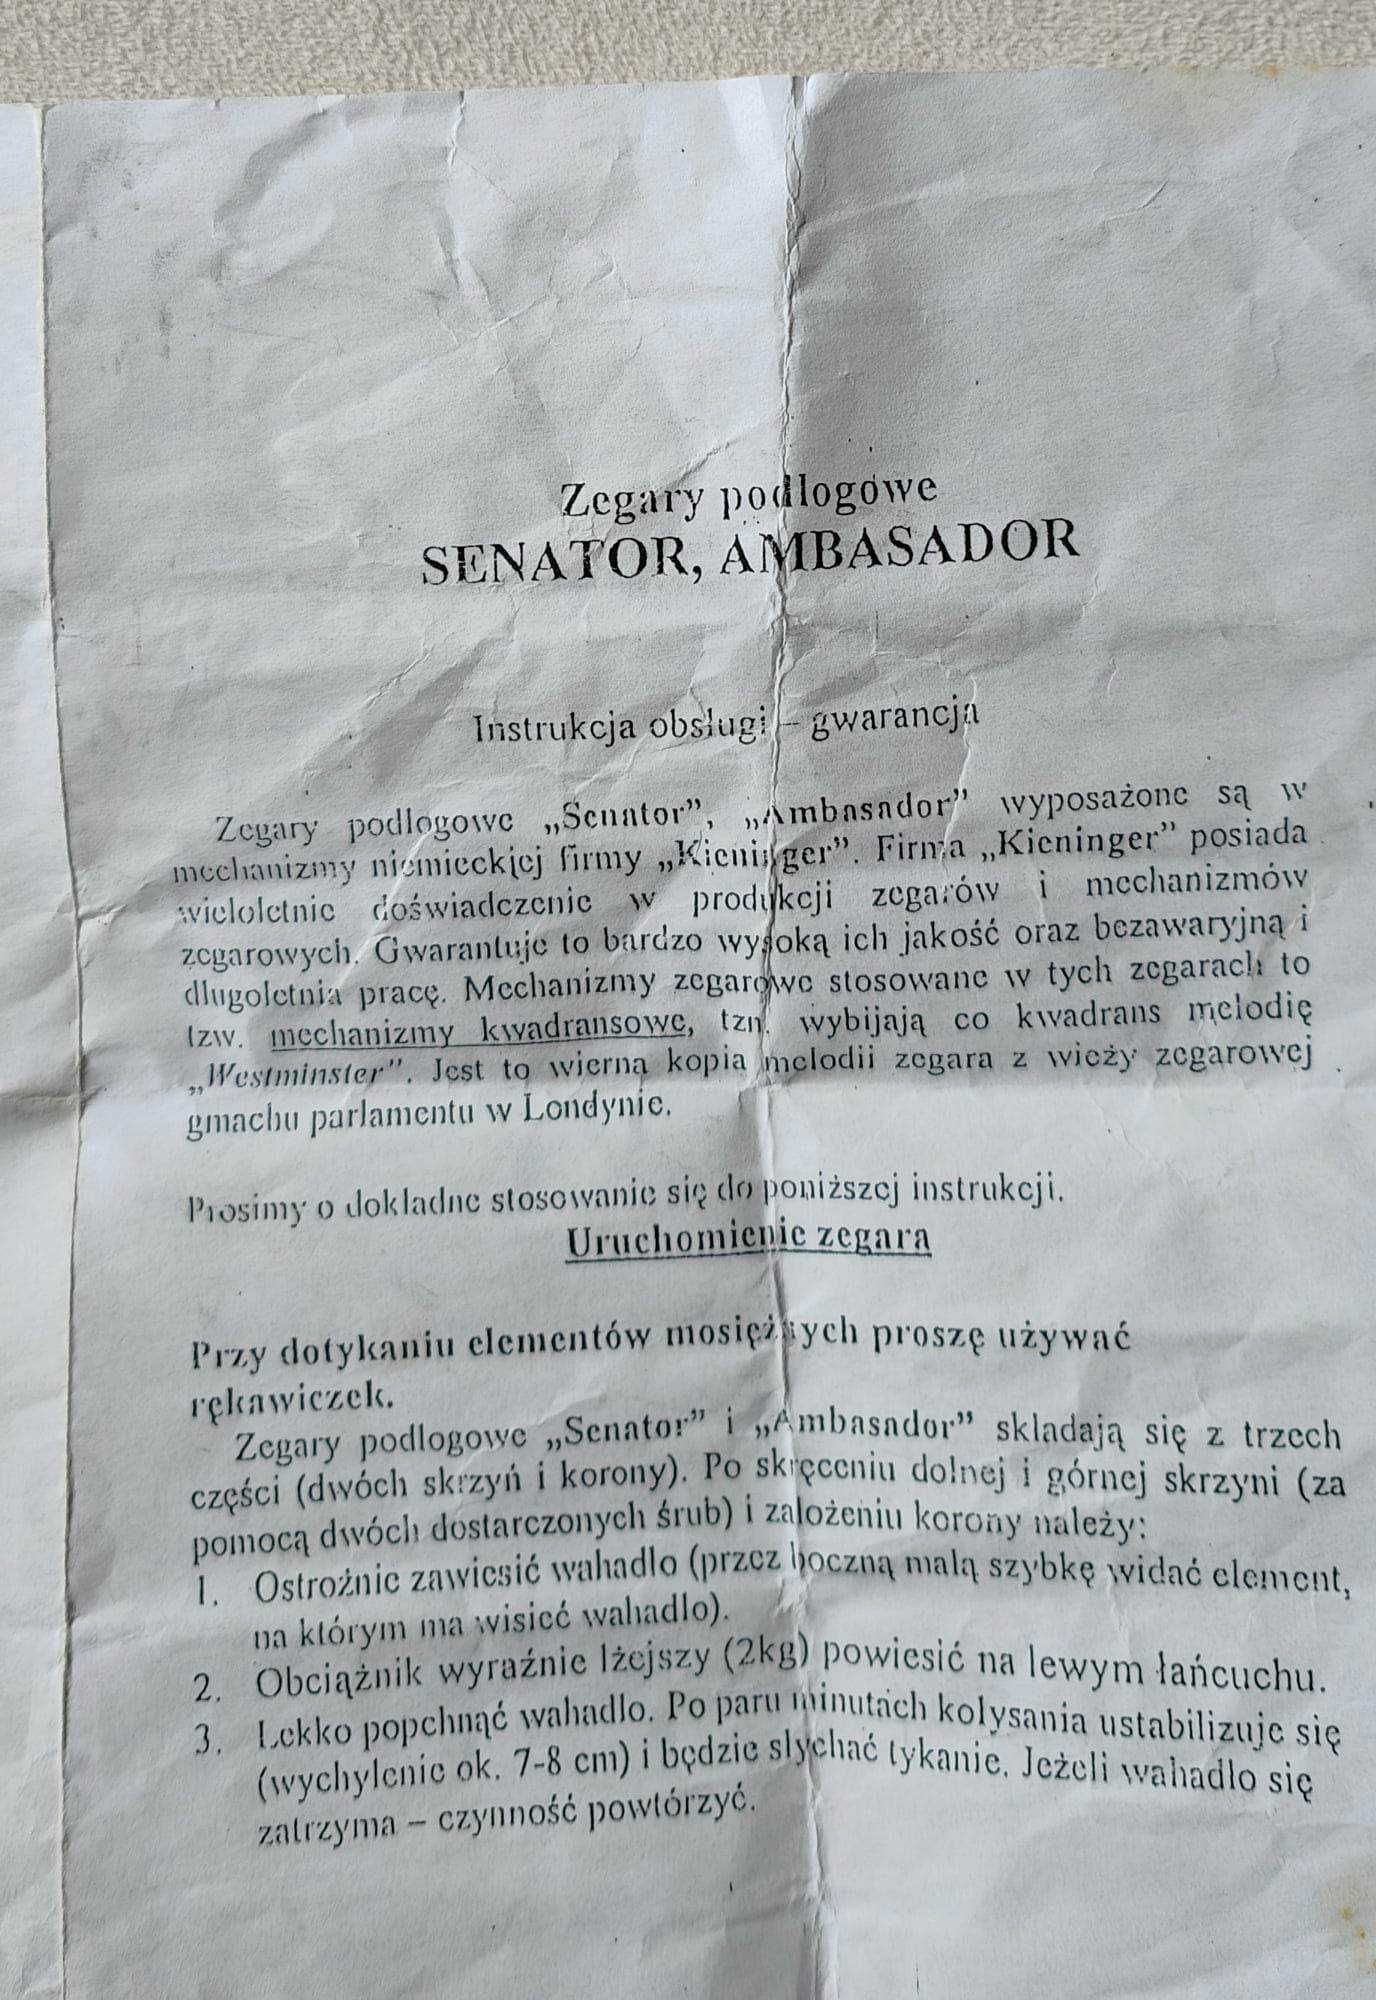 Zegary podłogowe
SENATOR, AMBASADOR
Instrukcja obsługi – gwarancja
Zegary podłogowe „Senator”, „Ambasador” wyposażone są w
mechanizmy niemieckiej firmy „Kieninger”. Firma „Kieninger” posiada
wieloletnie doświadczenie w produkcji zegarów i mechanizmów
zegarowych. Gwarantuje to bardzo wysoką ich jakość oraz bezawaryjną i
długoletnia pracę. Mechanizmy zegarowe stosowane w tych zegarach to
tzw. mechanizmy kwadransowe, tzn. wybijają co kwadrans melodię
„Westminster”. Jest to wierna kopia melodii zegara z wieży zegarowej
gmachu parlamentu w Londynie.
Prosimy o dokładne stosowanie się do poniższej instrukcji.
Uruchomienie zegara
Przy dotykaniu elementów mosiężnych proszę używać
rękawiczek.
Zegary podłogowe „Senator” i „Ambasador” składają się z trzech
części (dwóch skrzyń i korony). Po skręceniu dolnej i górnej skrzyni (za
pomocą dwóch dostarczonych śrub) i założeniu korony należy:
1. Ostrożnie zawiesić wahadło (przez boczną małą szybkę widać element,
na którym ma wisieć wahadło).
2. Obciążnik wyraźnie lżejszy (2kg) powiesić na lewym łańcuchu.
3. Lekko popchnąć wahadło. Po paru minutach kołysania ustabilizuje się
(wychylenie ok. 7-8 cm) i będzie słychać tykanie. Jeżeli wahadło się
zatrzyma – czynność powtórzyć.